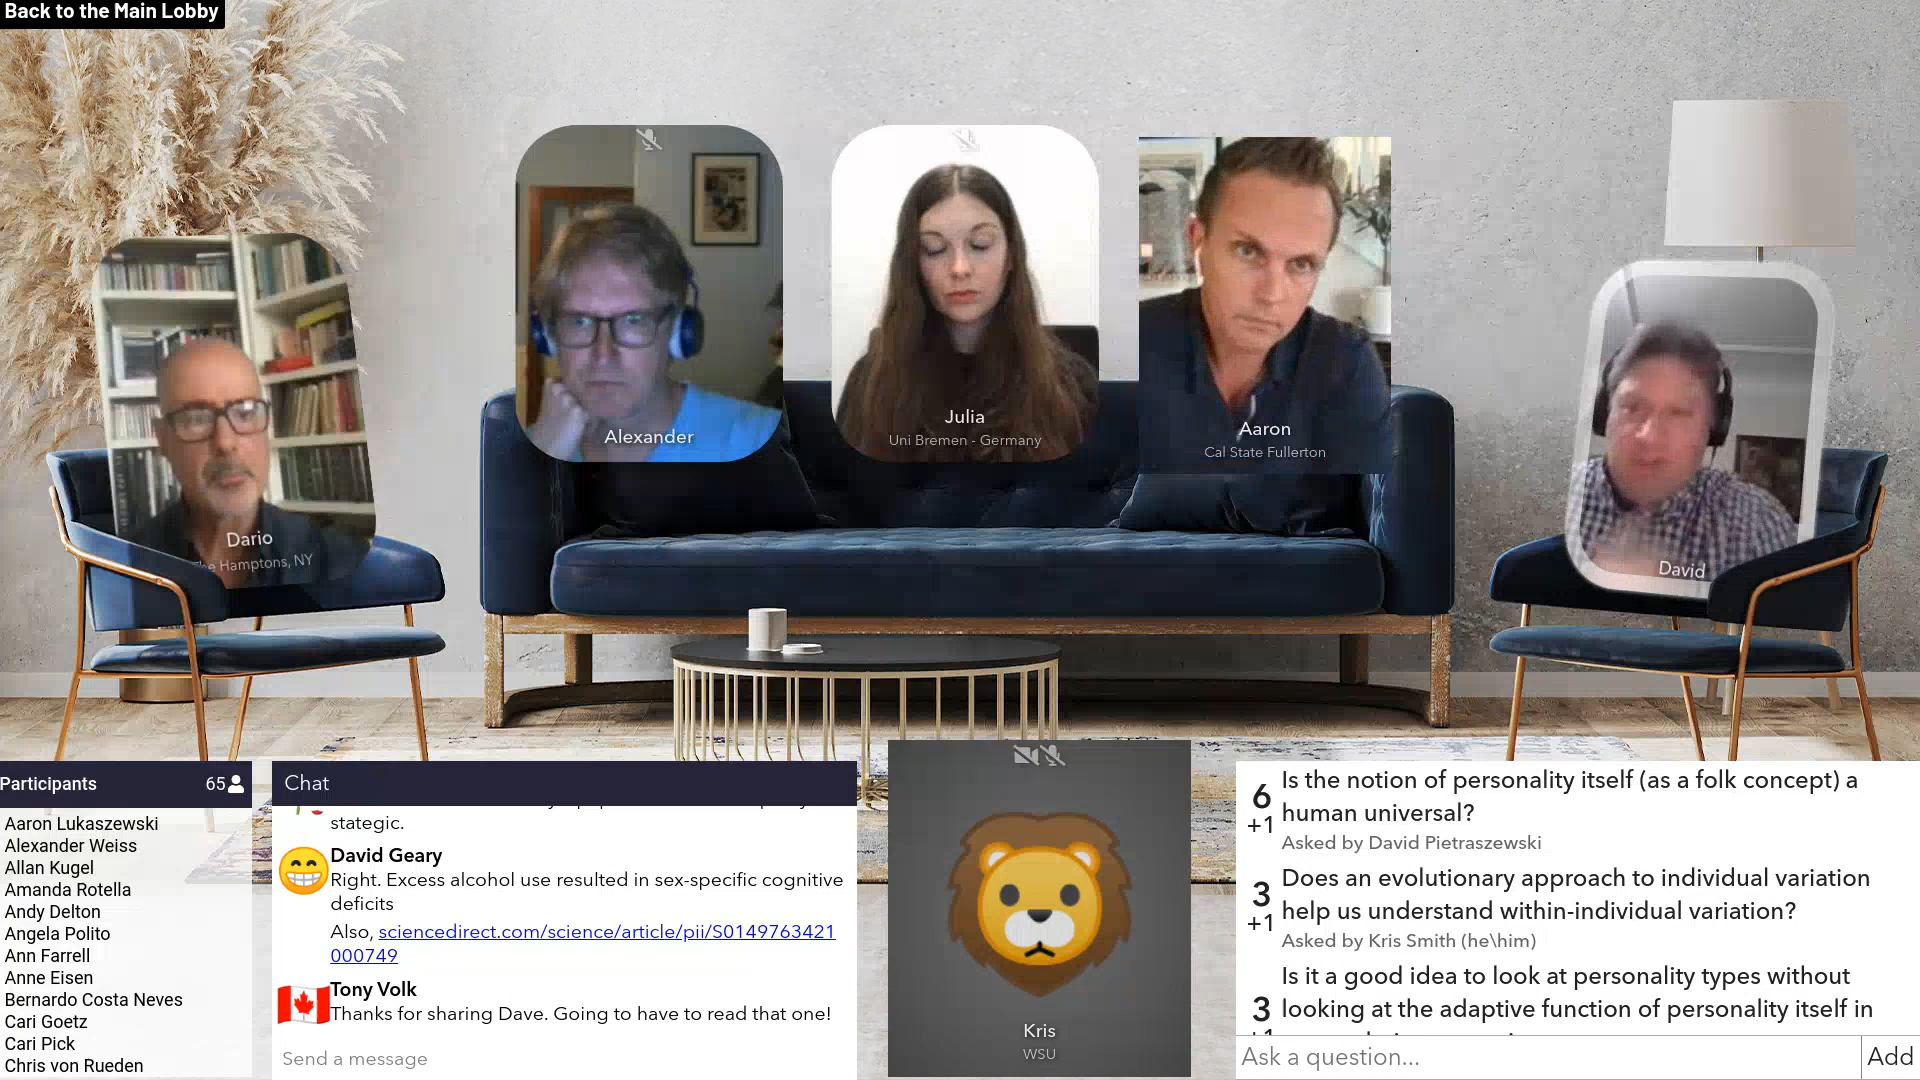 Back to the Main Lobby
Alexander
Julia
Uni Bremen - Germany
Aaron
Cal State Fullerton
Dario
The Hamptons, NY
David
Participants
65
Aaron Lukaszewski
Alexander Weiss
Allan Kugel
Amanda Rotella
Andy Delton
Angela Polito
Ann Farrell
Anne Eisen
Bernardo Costa Neves
Cari Goetz
Cari Pick
Chris von Rueden
Chat
stategic.
David Geary
Right. Excess alcohol use resulted in sex-specific cognitive
deficits
Also, sciencedirect.com/science/article/pii/S0149763421
000749
Tony Volk
Thanks for sharing Dave. Going to have to read that one!
Send a message
Kris
WSU
6
+1
Is the notion of personality itself (as a folk concept) a
human universal?
Asked by David Pietraszewski
3
+1
Does an evolutionary approach to individual variation
help us understand within-individual variation?
Asked by Kris Smith (he\him)
3
Is it a good idea to look at personality types without
looking at the adaptive function of personality itself in
Ask a question...
Add